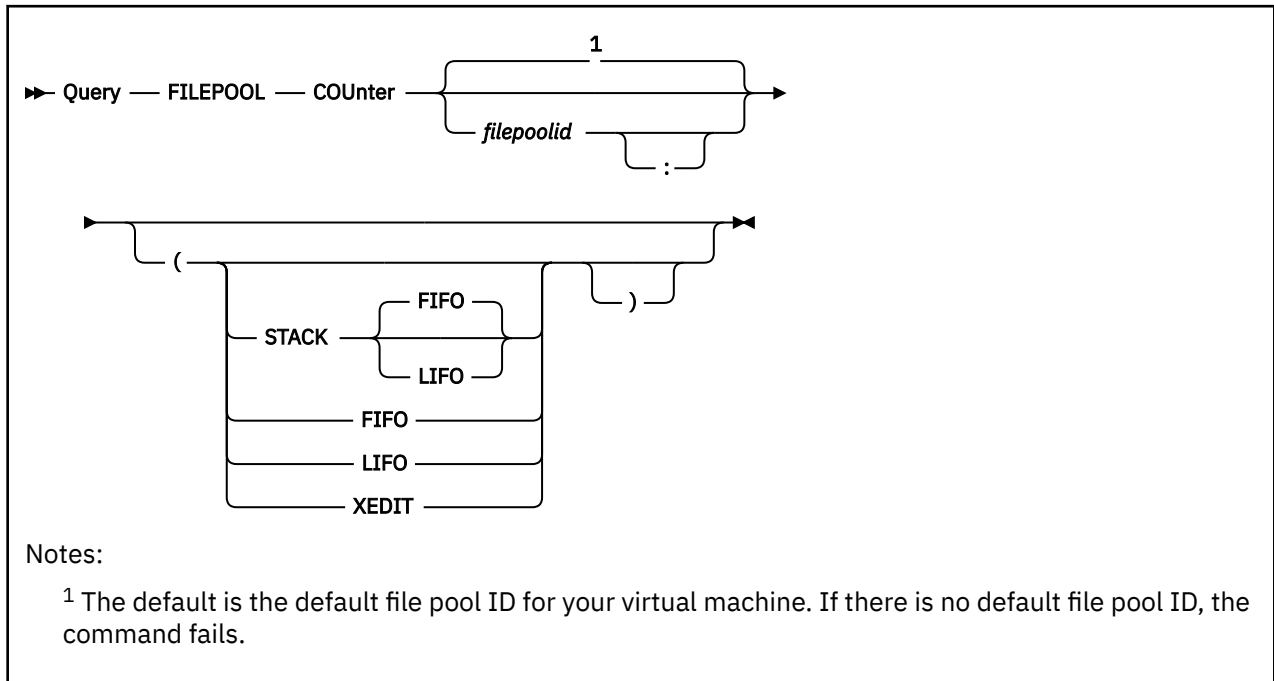 1
Query FILEPOOL COUnter
filepoolid :
( )
FIFO
STACK
LIFO
FIFO
LIFO
XEDIT
Notes:
1 The default is the default file pool ID for your virtual machine. If there is no default file pool ID, the
command fails.